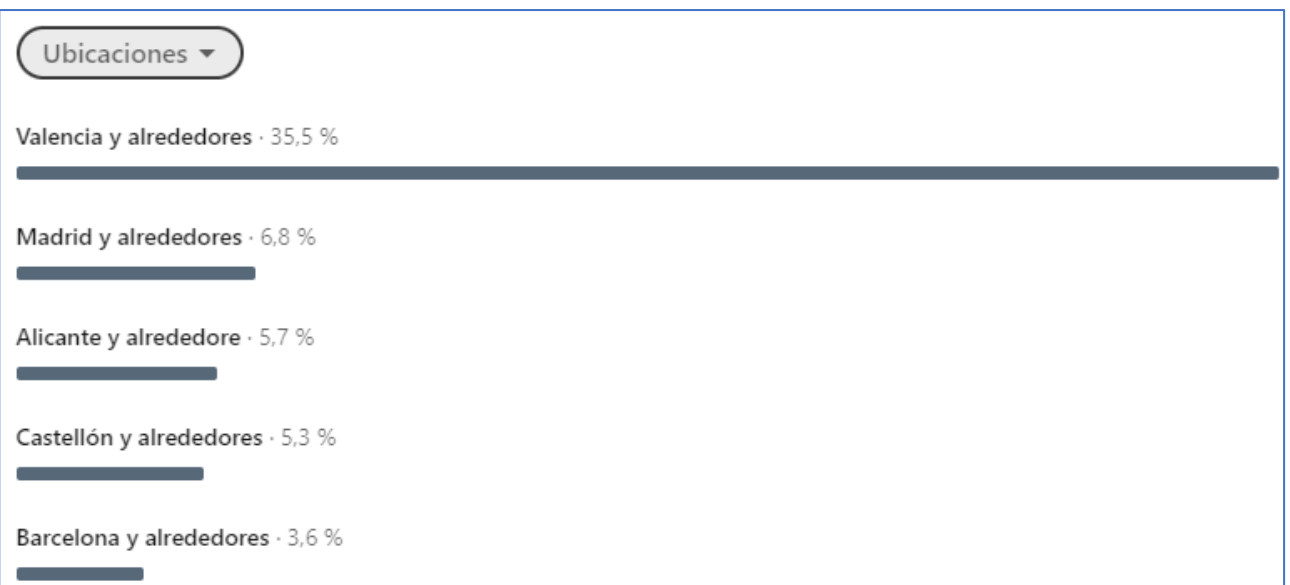 Ubicaciones
Valencia y alrededores · 35,5 %
Madrid y alrededores · 6,8 %
Alicante y alrededore · 5,7 %
Castellón y alrededores · 5,3 %
Barcelona y alrededores · 3,6 %